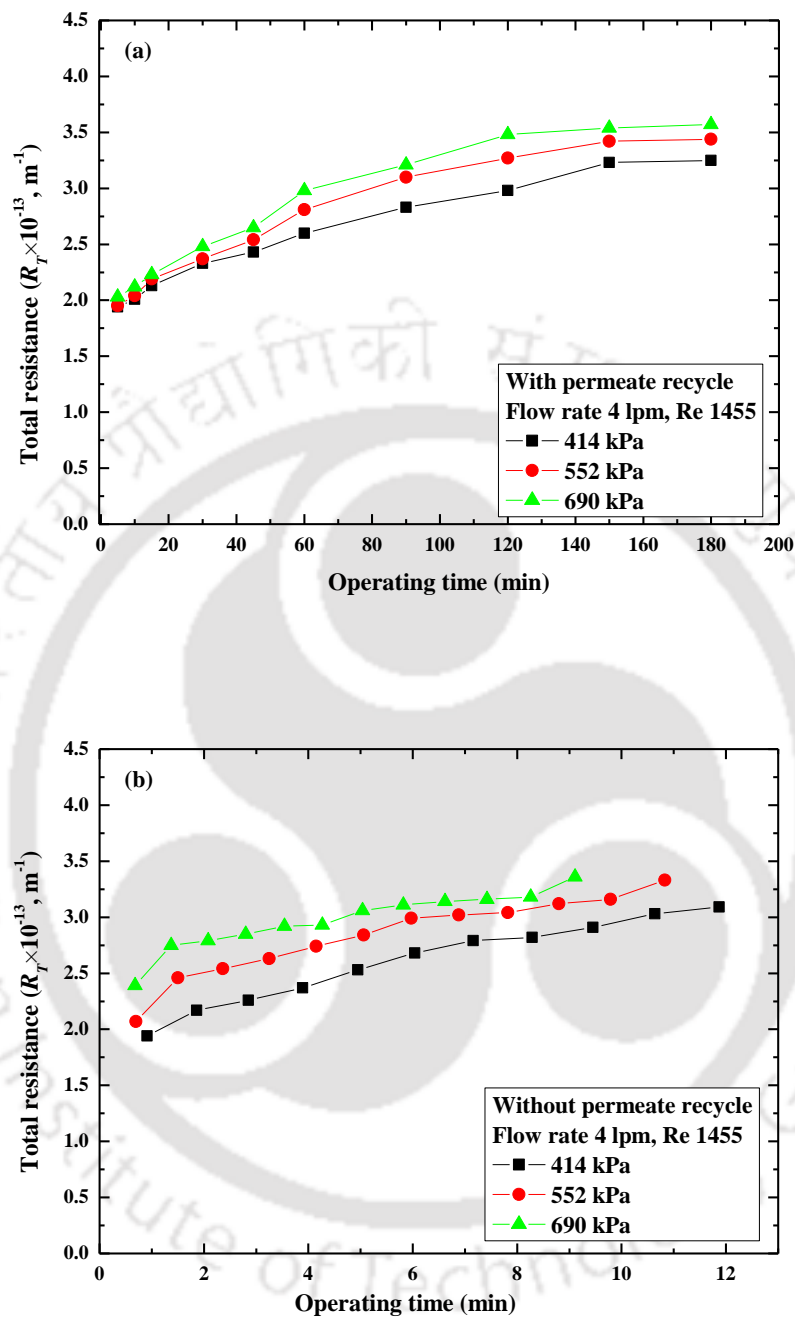 (a)
Total resistance (R_T×10⁻¹³, m⁻¹)
4.5
4.0
3.5
3.0
2.5
2.0
1.5
1.0
0.5
0.0
With permeate recycle
Flow rate 4 lpm, Re 1455
414 kPa
552 kPa
690 kPa
0 20 40 60 80 100 120 140 160 180 200
Operating time (min)
(b)
Total resistance (R_T×10⁻¹³, m⁻¹)
4.5
4.0
3.5
3.0
2.5
2.0
1.5
1.0
0.5
0.0
Without permeate recycle
Flow rate 4 lpm, Re 1455
414 kPa
552 kPa
690 kPa
0 2 4 6 8 10 12
Operating time (min)
प्रौद्योगिकी
Institute of Technolo